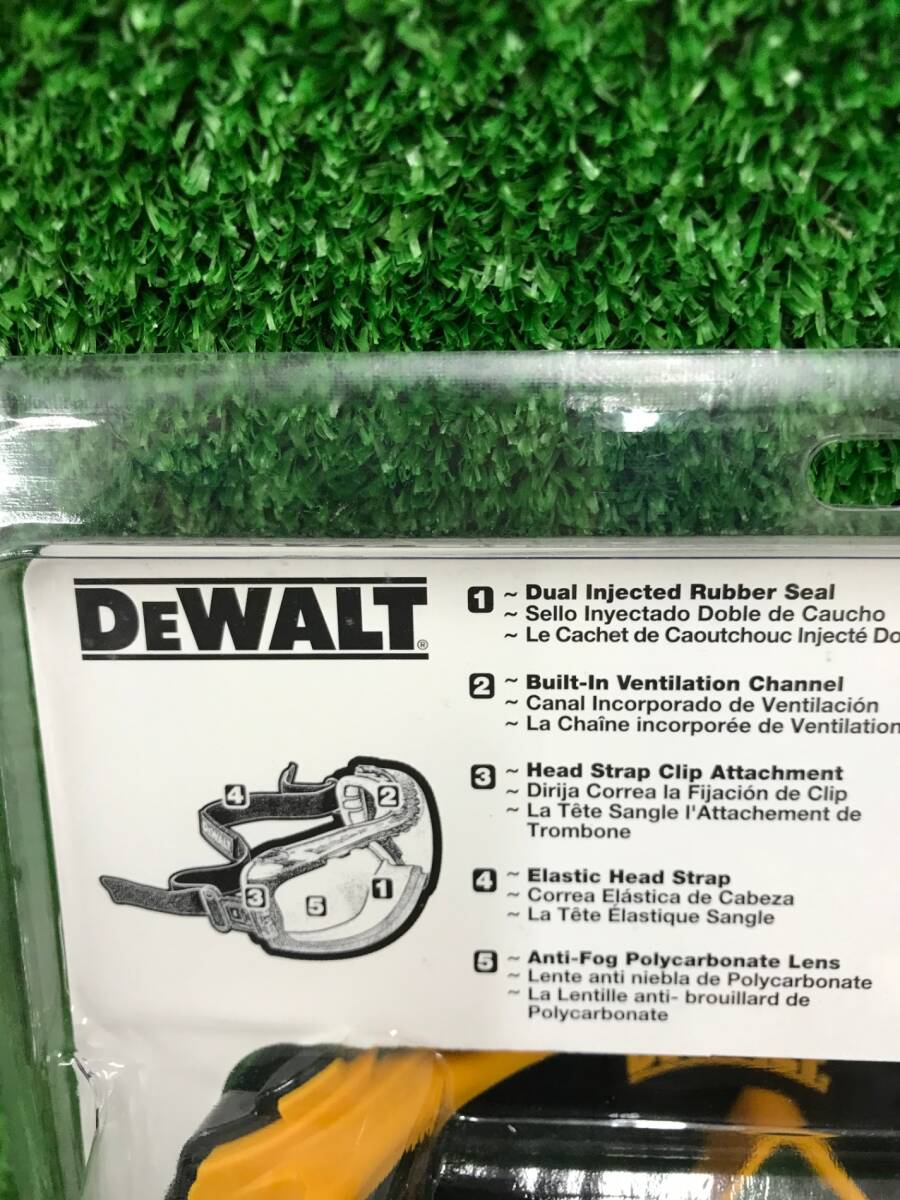 DEWALT®
1 ~ Dual Injected Rubber Seal
~ Sello Inyectado Doble de Caucho
~ Le Cachet de Caoutchouc Injecté Do
2 ~ Built-In Ventilation Channel
~ Canal Incorporado de Ventilación
~ La Chaîne incorporée de Ventilation
3 ~ Head Strap Clip Attachment
~ Dirija Correa la Fijación de Clip
~ La Tête Sangle l'Attachement de
Trombone
4 ~ Elastic Head Strap
~ Correa Elástica de Cabeza
~ La Tête Élastique Sangle
5 ~ Anti-Fog Polycarbonate Lens
~ Lente anti niebla de Polycarbonate
~ La Lentille anti- brouillard de
Polycarbonate
4
2
DEWALT
3
5
1